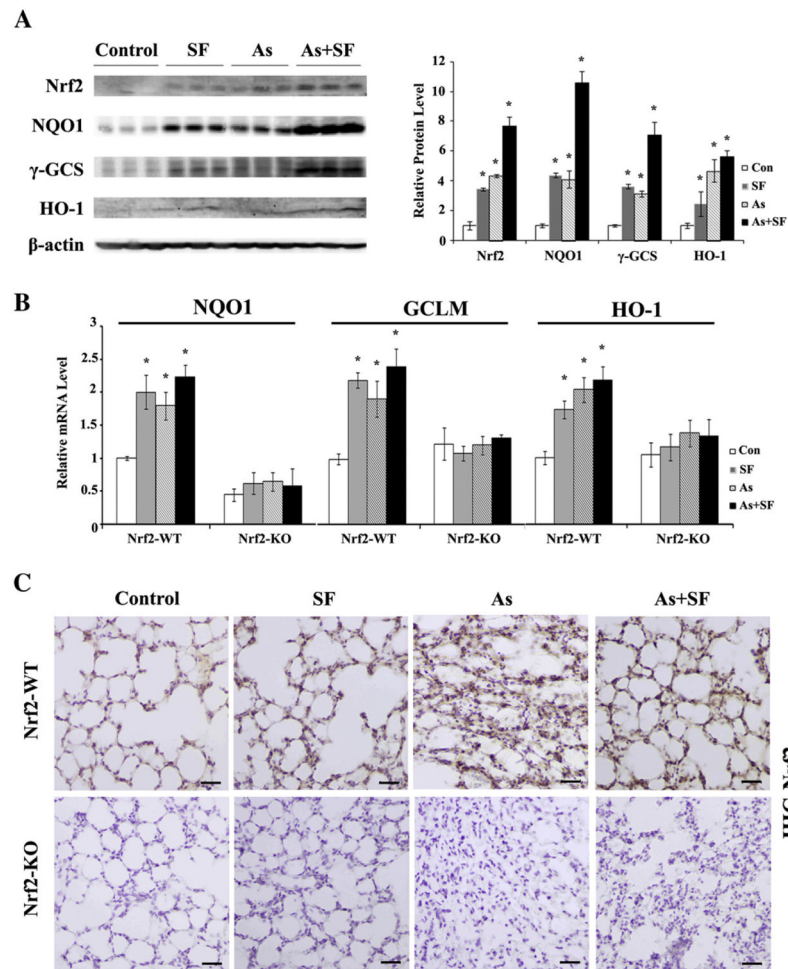 A
Control SF As As+SF
Nrf2
NQO1
γ-GCS
HO-1
β-actin
Relative Protein Level
12
10
8
6
4
2
0
* * *
* * *
* * *
* * *
Nrf2 NQO1 γ-GCS HO-1
Con
SF
As
As+SF
B
NQO1 GCLM HO-1
Relative mRNA Level
3
2.5
2
1.5
1
0.5
0
* * *
* * *
* * *
Nrf2-WT Nrf2-KO Nrf2-WT Nrf2-KO Nrf2-WT Nrf2-KO
Con
SF
As
As+SF
C
Control SF As As+SF
Nrf2-WT
Nrf2-KO